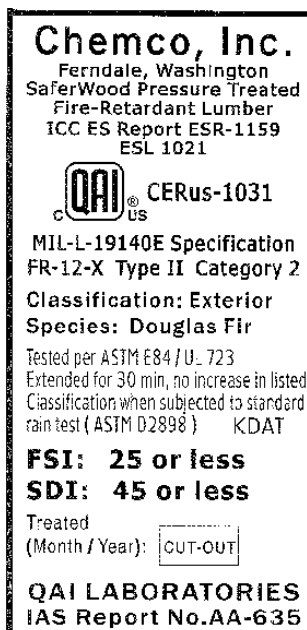 Chemco, Inc.
Ferndale, Washington
SaferWood Pressure Treated
Fire-Retardant Lumber
ICC ES Report ESR-1159
ESL 1021
C QAI ® US CERus-1031
MIL-L-19140E Specification
FR-12-X Type II Category 2
Classification: Exterior
Species: Douglas Fir
Tested per ASTM E84 / UL 723
Extended for 30 min, no increase in listed
Classification when subjected to standard
rain test ( ASTM D2898 ) KDAT
FSI: 25 or less
SDI: 45 or less
Treated
(Month / Year): CUT-OUT
QAI LABORATORIES
IAS Report No.AA-635